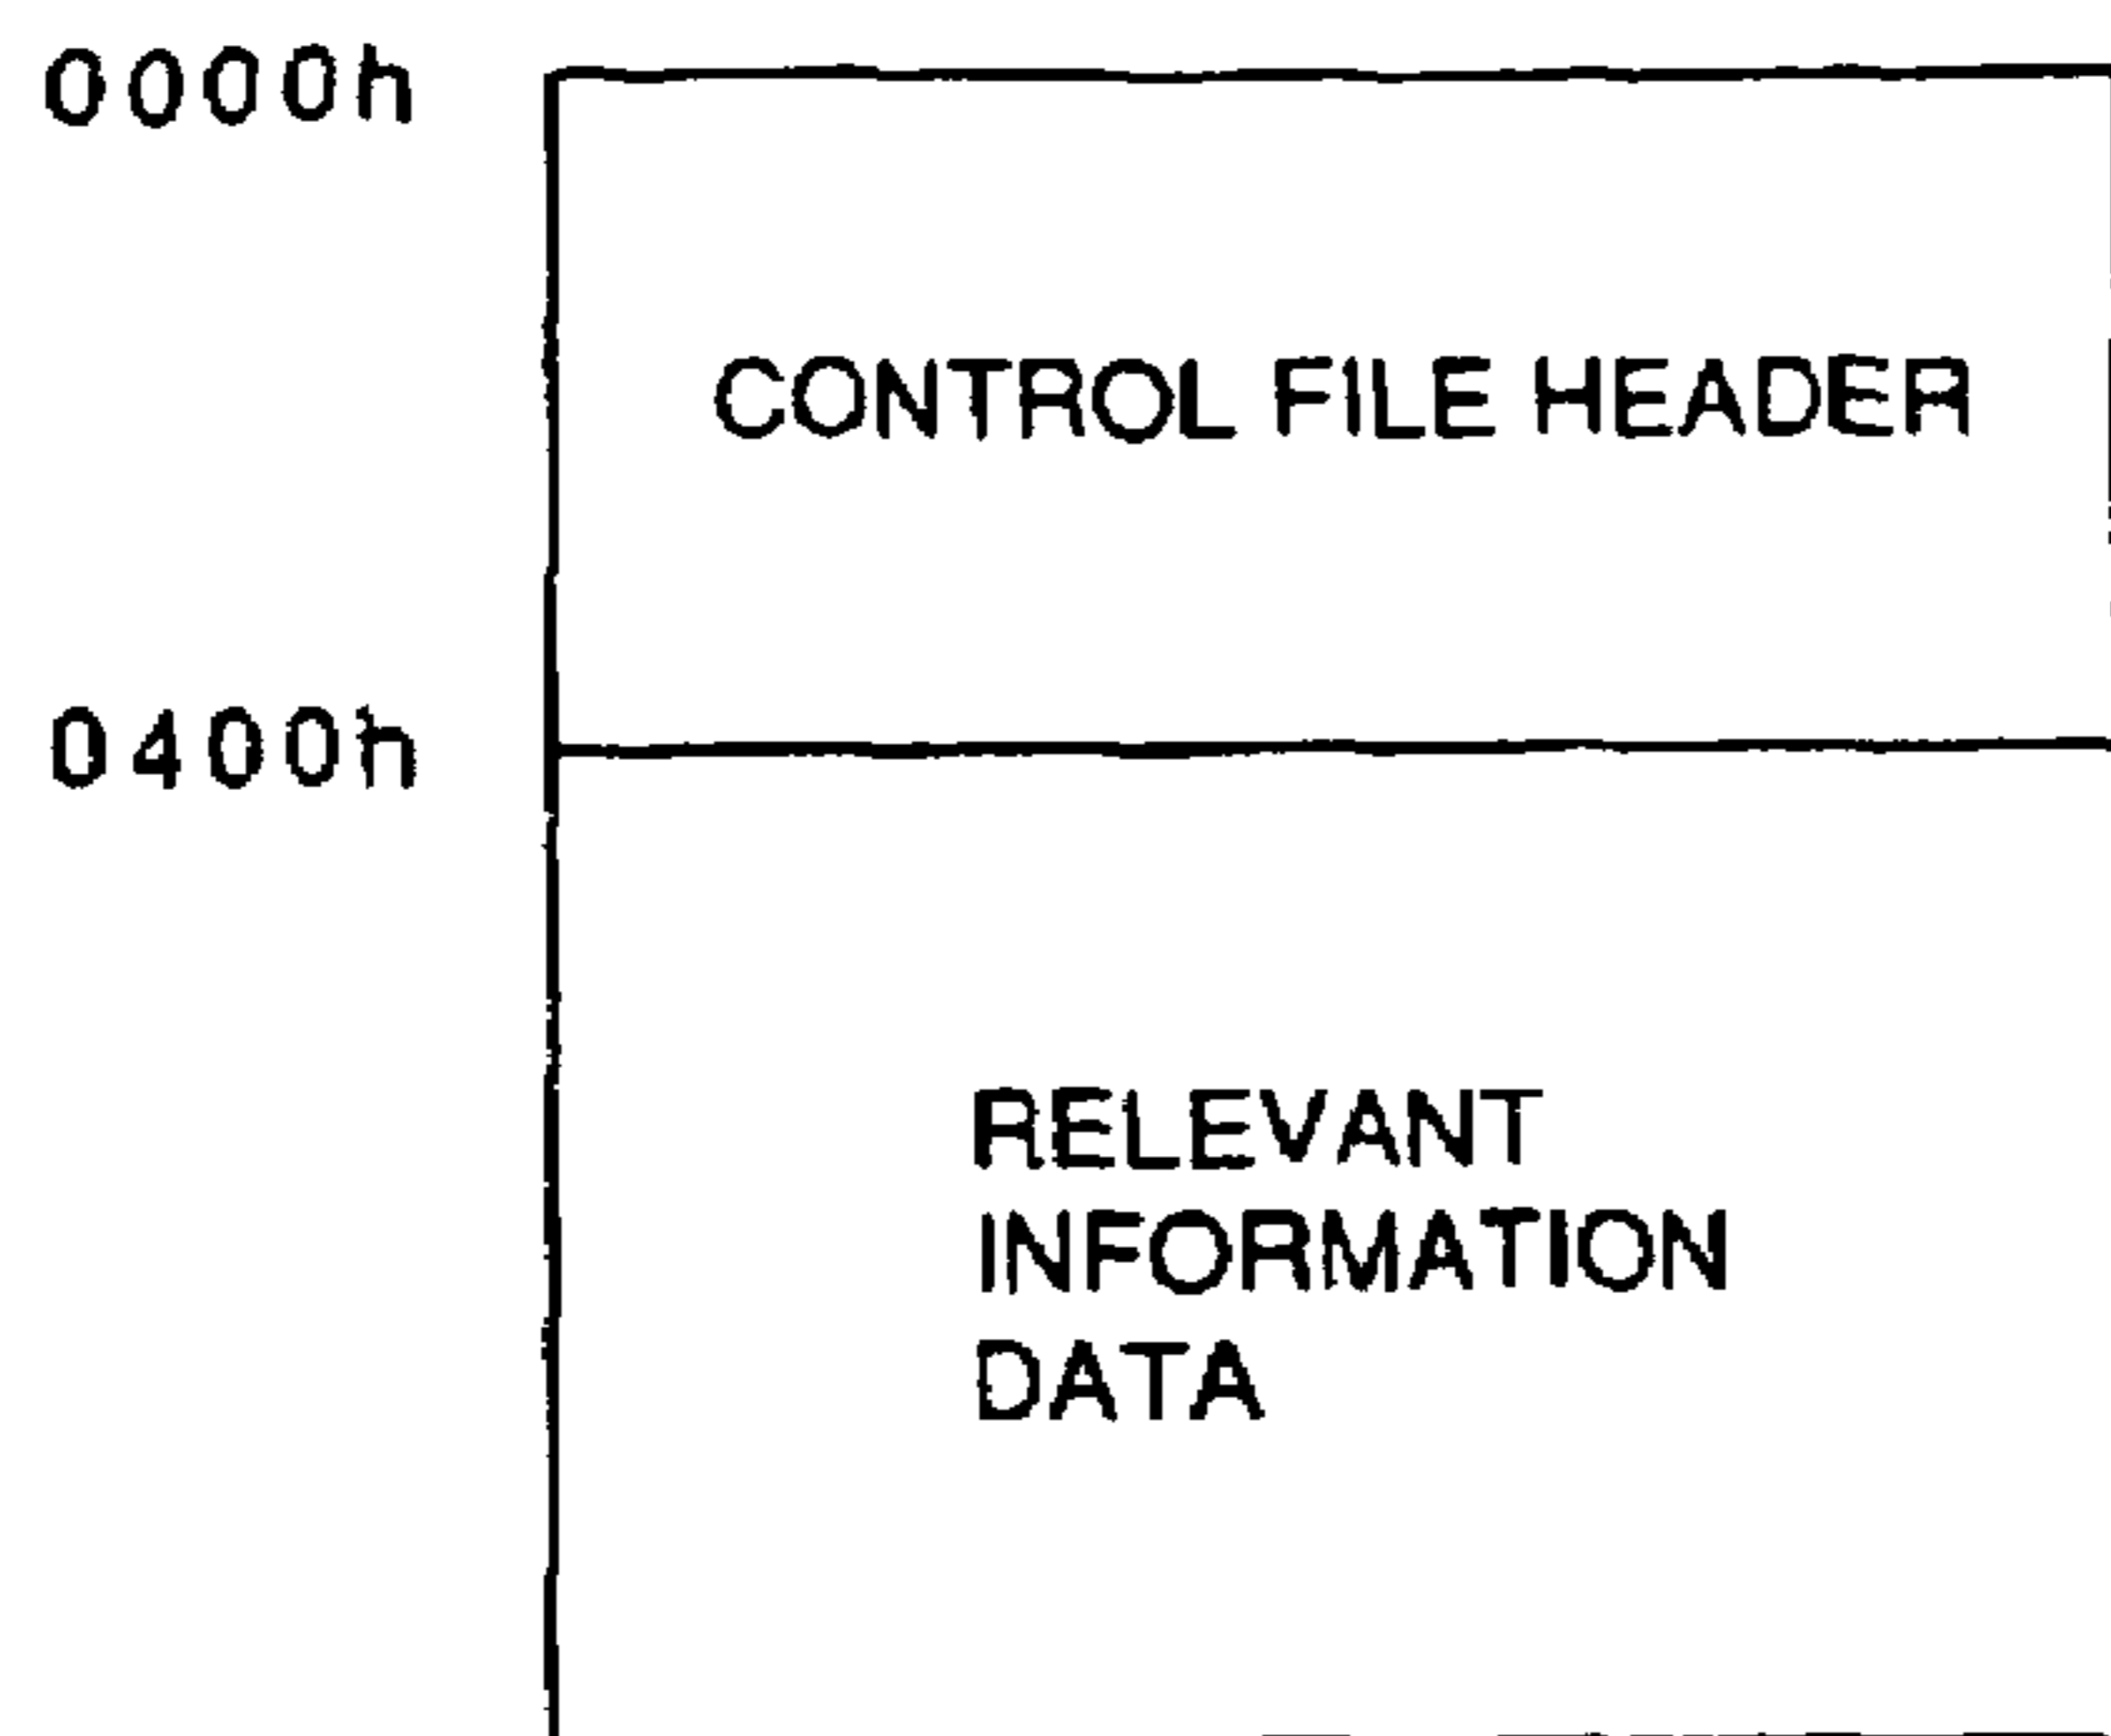 0000h
CONTROL FILE HEADER
0400h
RELEVANT
INFORMATION
DATA